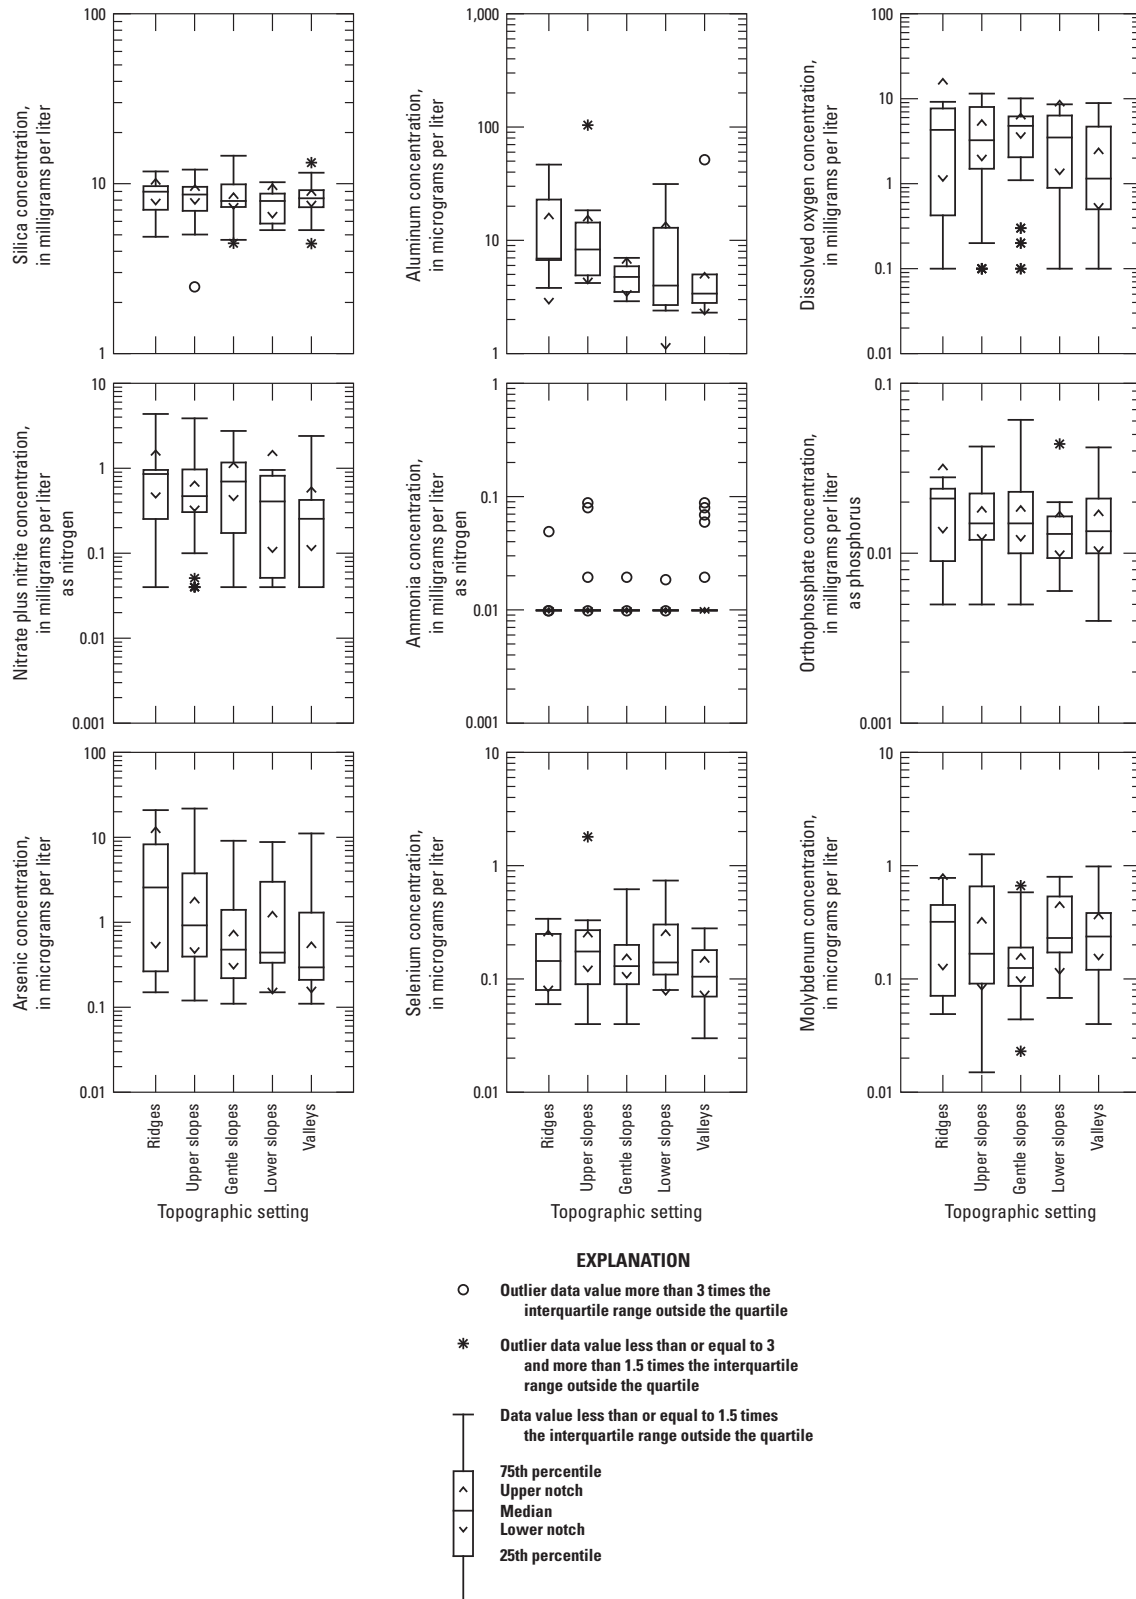 Silica concentration,
in milligrams per liter
100
10
1
Aluminum concentration,
in micrograms per liter
1,000
100
10
1
Dissolved oxygen concentration,
in milligrams per liter
100
10
1
0.1
0.01
Nitrate plus nitrite concentration,
in milligrams per liter
as nitrogen
10
1
0.1
0.01
0.001
Ammonia concentration,
in milligrams per liter
as nitrogen
1
0.1
0.01
0.001
Orthophosphate concentration,
in milligrams per liter
as phosphorus
0.1
0.01
0.001
Arsenic concentration,
in micrograms per liter
100
10
1
0.1
0.01
Ridges
Upper slopes
Gentle slopes
Lower slopes
Valleys
Topographic setting
Selenium concentration,
in micrograms per liter
10
1
0.1
0.01
Ridges
Upper slopes
Gentle slopes
Lower slopes
Valleys
Topographic setting
Molybdenum concentration,
in micrograms per liter
10
1
0.1
0.01
Ridges
Upper slopes
Gentle slopes
Lower slopes
Valleys
Topographic setting
EXPLANATION
Outlier data value more than 3 times the
interquartile range outside the quartile
Outlier data value less than or equal to 3
and more than 1.5 times the interquartile
range outside the quartile
Data value less than or equal to 1.5 times
the interquartile range outside the quartile
75th percentile
Upper notch
Median
Lower notch
25th percentile